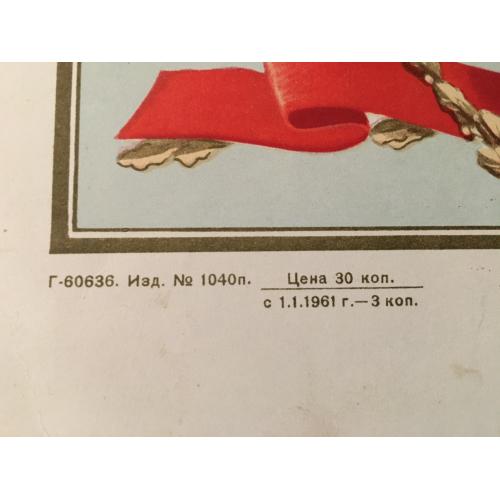 Г-60636. Изд. № 1040п. Цена 30 коп.
с 1.1.1961 г.—3 коп.